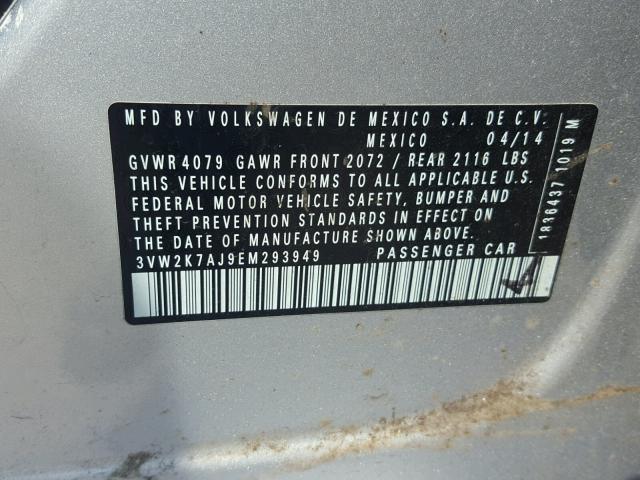 MFD BY VOLKSWAGEN DE MEXICO S.A. DE C.V.
MEXICO 04/14
GVWR 4079 GAWR FRONT 2072 / REAR 2116 LBS
THIS VEHICLE CONFORMS TO ALL APPLICABLE U.S.
FEDERAL MOTOR VEHICLE SAFETY, BUMPER AND
THEFT PREVENTION STANDARDS IN EFFECT ON
THE DATE OF MANUFACTURE SHOWN ABOVE.
3VW2K7AJ9EM293949 PASSENGER CAR
1836437 1019 M